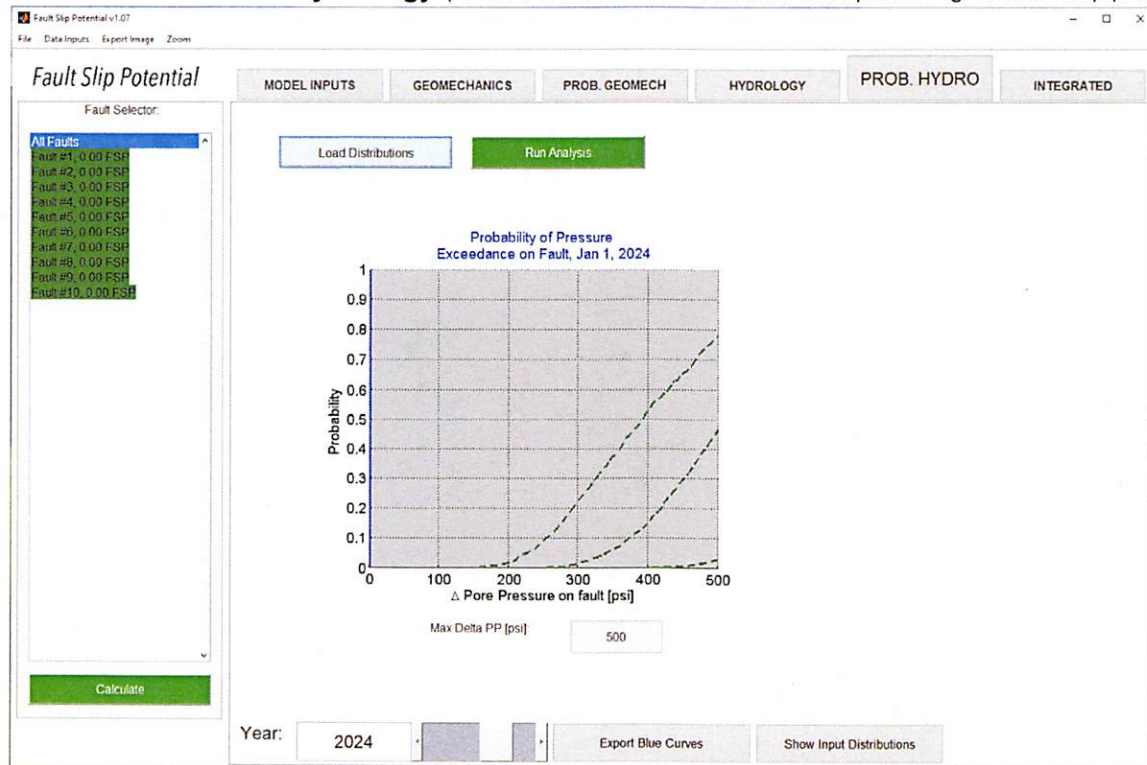 Fault Slip Potential v1.07
File Data Inputs Export Image Zoom
Fault Slip Potential
MODEL INPUTS GEOMECHANICS PROB. GEOMECH HYDROLOGY PROB. HYDRO INTEGRATED
Fault Selector:
All Faults
Fault #1, 0.00 FSP
Fault #2, 0.00 FSP
Fault #3, 0.00 FSP
Fault #4, 0.00 FSP
Fault #5, 0.00 FSP
Fault #6, 0.00 FSP
Fault #7, 0.00 FSP
Fault #8, 0.00 FSP
Fault #9, 0.00 FSP
Fault #10, 0.00 FSP
Calculate
Load Distributions Run Analysis
Probability of Pressure
Exceedance on Fault, Jan 1, 2024
Probability
1
0.9
0.8
0.7
0.6
0.5
0.4
0.3
0.2
0.1
0
0 100 200 300 400 500
Δ Pore Pressure on fault [psi]
Max Delta PP [psi]: 500
Year: 2024 Export Blue Curves Show Input Distributions